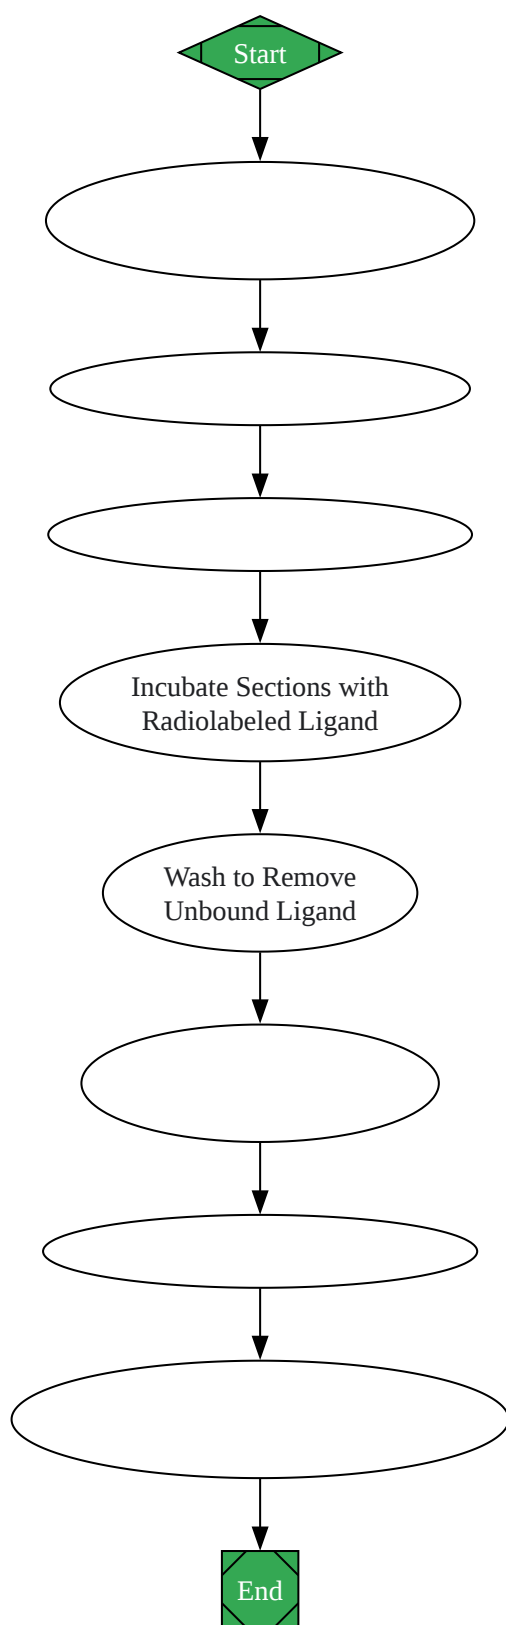 Start
Incubate Sections with
Radiolabeled Ligand
Wash to Remove
Unbound Ligand
End